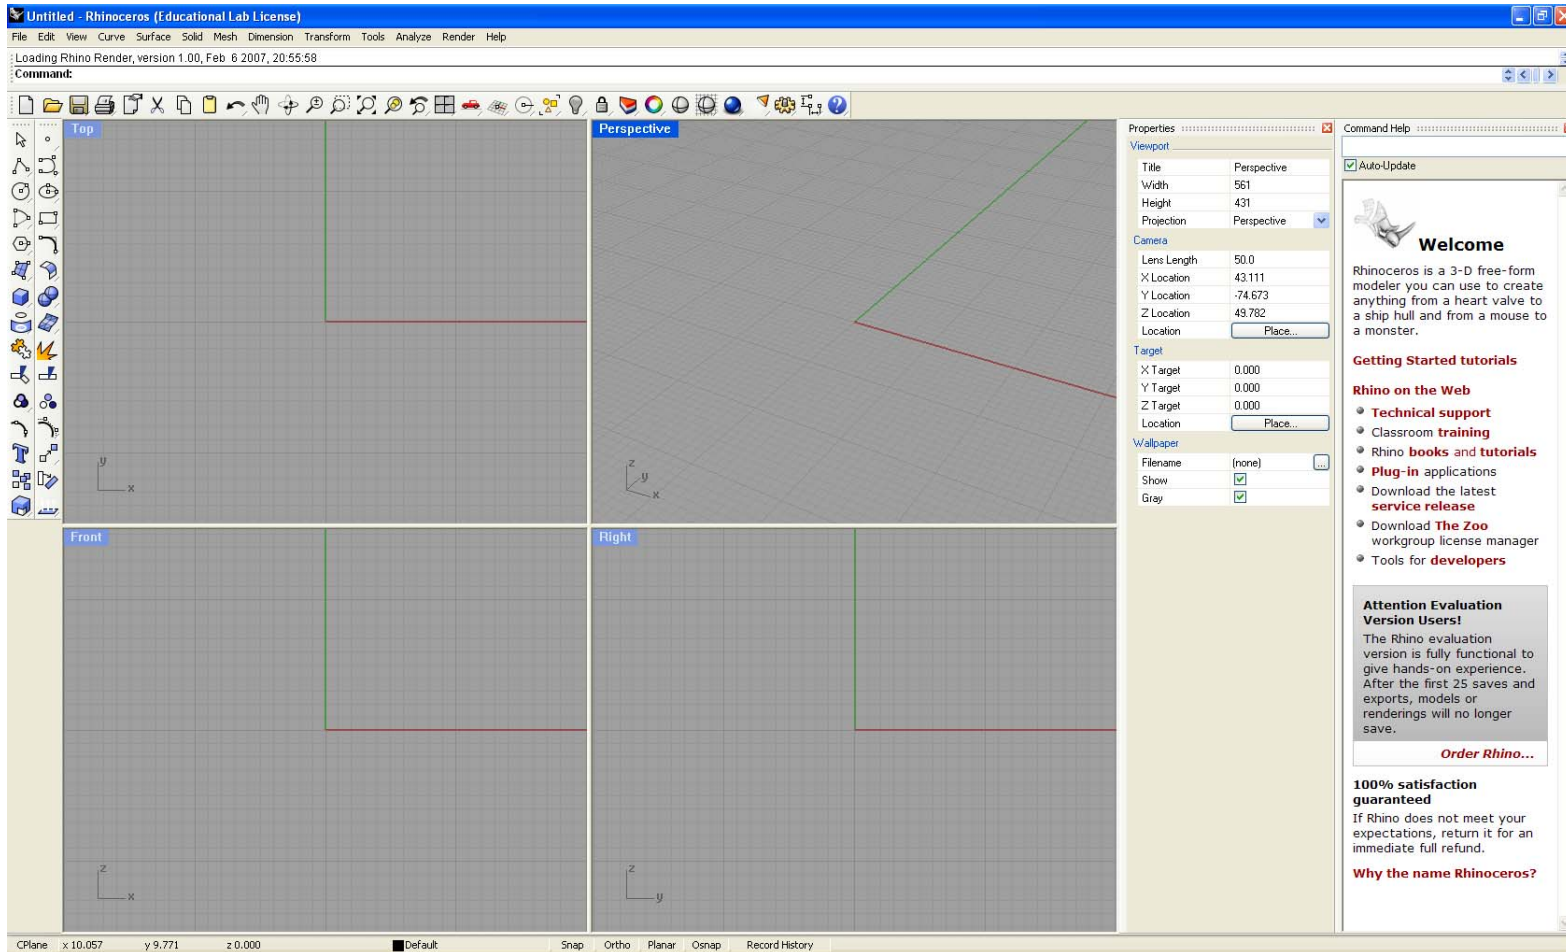 Untitled - Rhinoceros (Educational Lab License)
File Edit View Curve Surface Solid Mesh Dimension Transform Tools Analyze Render Help
Loading Rhino Render, version 1.00, Feb 6 2007, 20:55:58
Command:
Top
Perspective
z
y
x
y
x
Front
Right
z
x
z
y
Properties
Viewport
Title Perspective
Width 561
Height 431
Projection Perspective
Camera
Lens Length 50.0
X Location 43.111
Y Location -74.673
Z Location 49.782
Location Place...
Target
X Target 0.000
Y Target 0.000
Z Target 0.000
Location Place...
Wallpaper
Filename (none) ...
Show
Gray
Command Help
Auto-Update
Welcome
Rhinoceros is a 3-D free-form
modeler you can use to create
anything from a heart valve to
a ship hull and from a mouse to
a monster.
Getting Started tutorials
Rhino on the Web
Technical support
Classroom training
Rhino books and tutorials
Plug-in applications
Download the latest
service release
Download The Zoo
workgroup license manager
Tools for developers
Attention Evaluation
Version Users!
The Rhino evaluation
version is fully functional to
give hands-on experience.
After the first 25 saves and
exports, models or
renderings will no longer
save.
Order Rhino...
100% satisfaction
guaranteed
If Rhino does not meet your
expectations, return it for an
immediate full refund.
Why the name Rhinoceros?
CPlane x 10.057 y 9.771 z 0.000 Default Snap Ortho Planar Osnap Record History